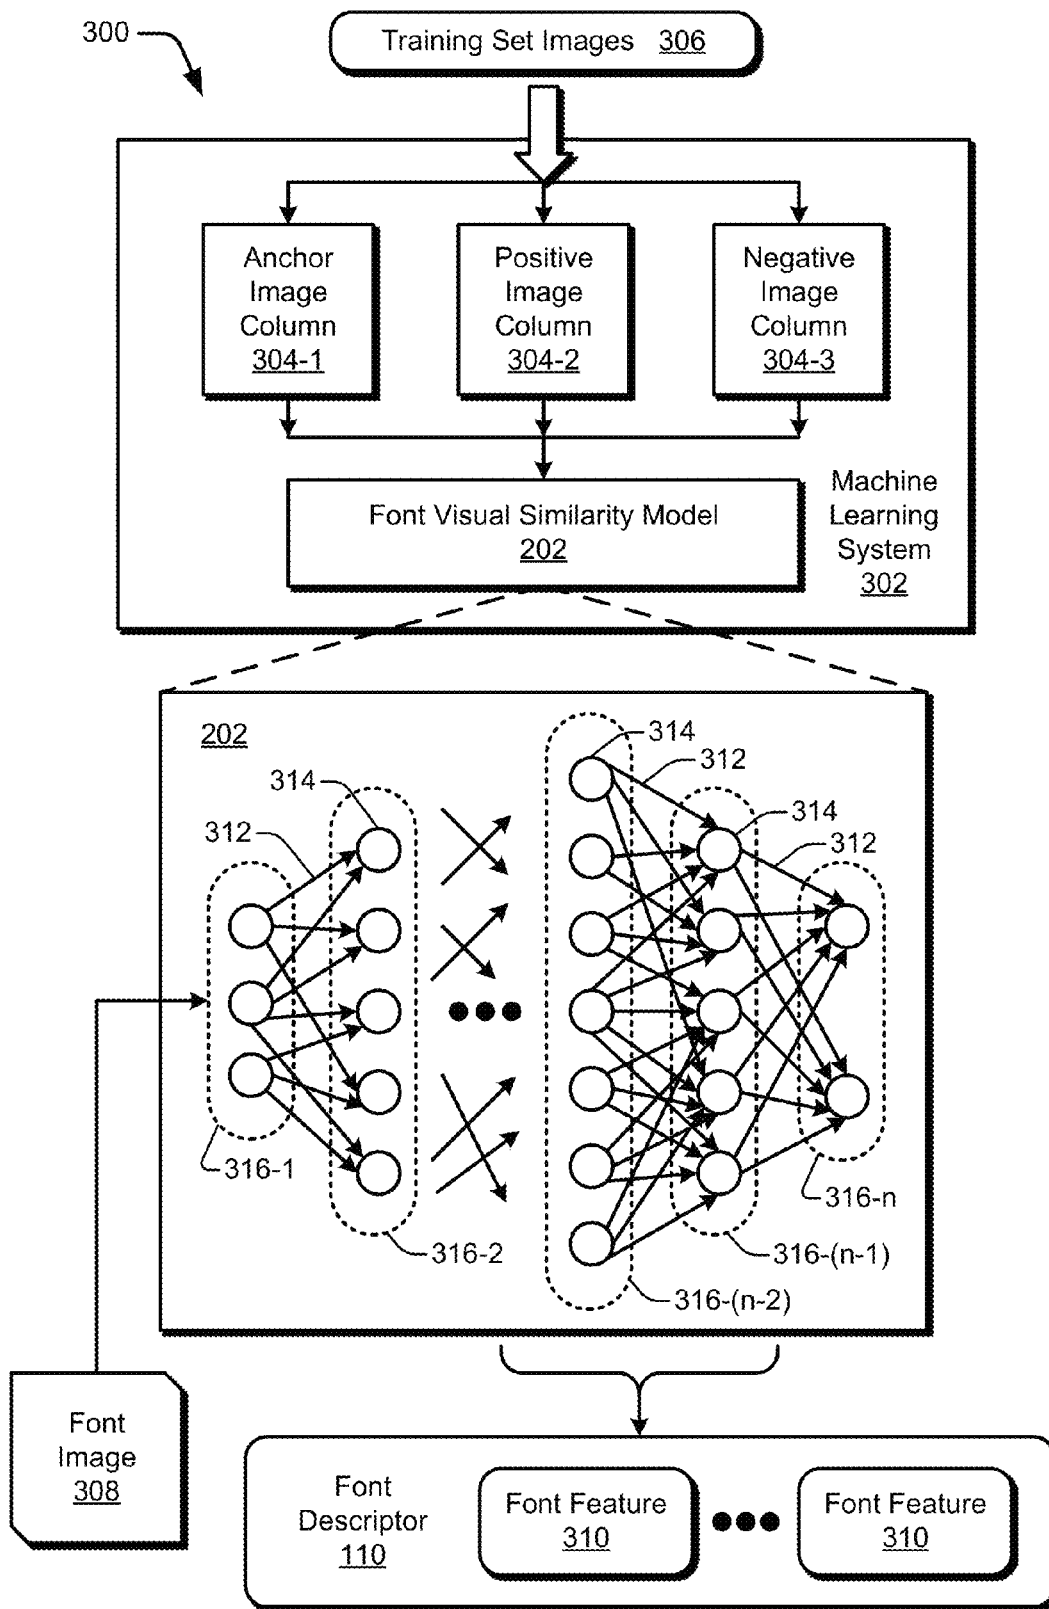 300
Training Set Images 306
Anchor
Image
Column
304-1
Positive
Image
Column
304-2
Negative
Image
Column
304-3
Font Visual Similarity Model
202
Machine
Learning
System
302
202
314
312
314
312
314
312
316-1
316-2
316-n
316-(n-1)
316-(n-2)
Font
Image
308
Font
Descriptor
110
Font Feature
310
Font Feature
310